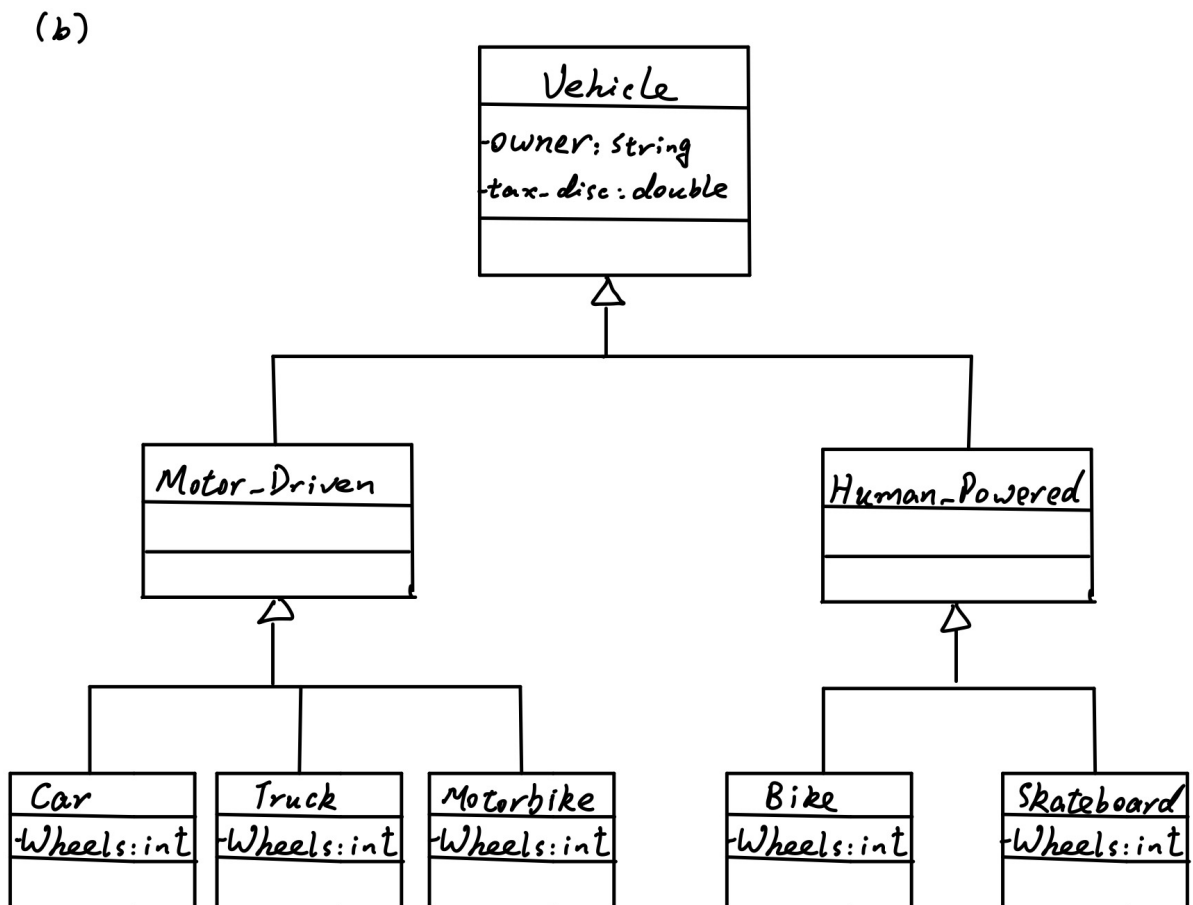 (b)
Vehicle
-owner: string
-tax_disc: double
Motor_Driven
Human_Powered
Car
-Wheels: int
Truck
-Wheels: int
Motorbike
-Wheels: int
Bike
-Wheels: int
Skateboard
-Wheels: int